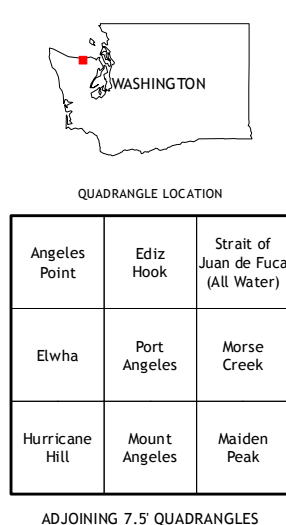 WASHINGTON
QUADRANGLE LOCATION
Angeles
Point
Ediz
Hook
Strait of
Juan de Fuca
(All Water)
Elwha
Port
Angeles
Morse
Creek
Hurricane
Hill
Mount
Angeles
Maiden
Peak
ADJOINING 7.5' QUADRANGLES